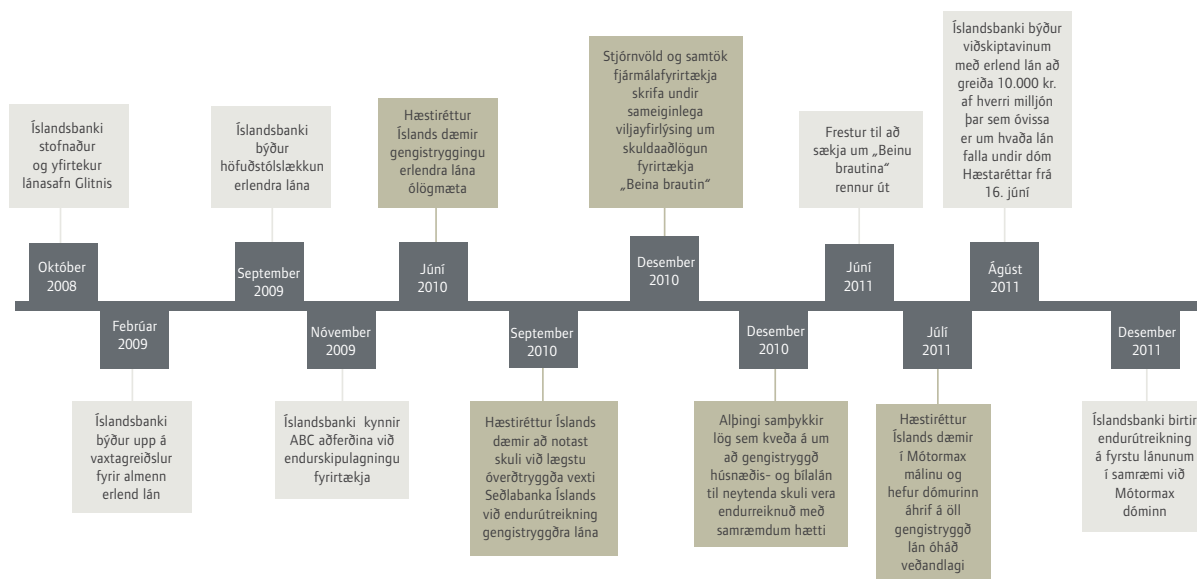 Október
2008
Íslandsbanki
stofnaður
og yfirtekur
lánasafn Glitnis
Febrúar
2009
Íslandsbanki
býður upp á
vaxtagreiðslur
fyrir almenn
erlend lán
September
2009
Íslandsbanki
býður
höfuðstólslækkun
erlendra lána
Nóvember
2009
Íslandsbanki kynnir
ABC aðferðina við
endurskipulagningu
fyrirtækja
Júní
2010
Hæstiréttur
Íslands dæmir
gengistryggingu
erlendra lána
ólögmæta
September
2010
Hæstiréttur Íslands
dæmir að notast
skuli við lægstu
óverðtryggða vexti
Seðlabanka Íslands
við endurútreikning
gengistryggðra lána
Desember
2010
Stjórnvöld og samtök
fjármálafyrirtækja
skrifa undir
sameiginlega
viljayfirlýsing um
skuldaaðlögun
fyrirtækja
„Beina brautin“
Desember
2010
Alþingi samþykkir
lög sem kveða á um
að gengistryggð
húsnæðis- og bílalán
til neytenda skuli vera
endurreiknuð með
samræmdum hætti
Júní
2011
Frestur til að
sækja um „Beinu
brautina“
rennur út
Júlí
2011
Hæstiréttur
Íslands dæmir
í Mótormax
málinu og
hefur dómurinn
áhrif á öll
gengistryggð
lán óháð
veðandlagi
Ágúst
2011
Íslandsbanki býður
viðskiptavinum
með erlend lán að
greiða 10.000 kr.
af hverri milljón
þar sem óvissa
er um hvaða lán
falla undir dóm
Hæstaréttar frá
16. júní
Desember
2011
Íslandsbanki birtir
endurútreikning
á fyrstu lánunum
í samræmi við
Mótormax
dóminn